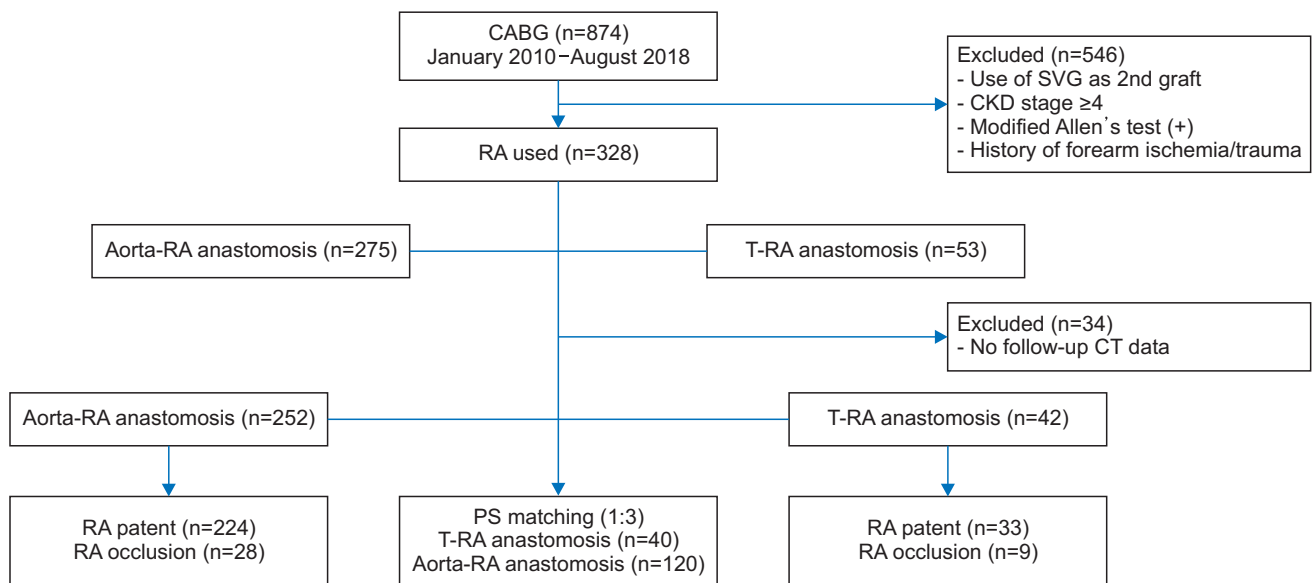 CABG (n=874)
January 2010−August 2018
Excluded (n=546)
- Use of SVG as 2nd graft
- CKD stage ≥4
- Modified Allen's test (+)
- History of forearm ischemia/trauma
RA used (n=328)
Aorta-RA anastomosis (n=275)
T-RA anastomosis (n=53)
Excluded (n=34)
- No follow-up CT data
Aorta-RA anastomosis (n=252)
T-RA anastomosis (n=42)
RA patent (n=224)
RA occlusion (n=28)
PS matching (1:3)
T-RA anastomosis (n=40)
Aorta-RA anastomosis (n=120)
RA patent (n=33)
RA occlusion (n=9)